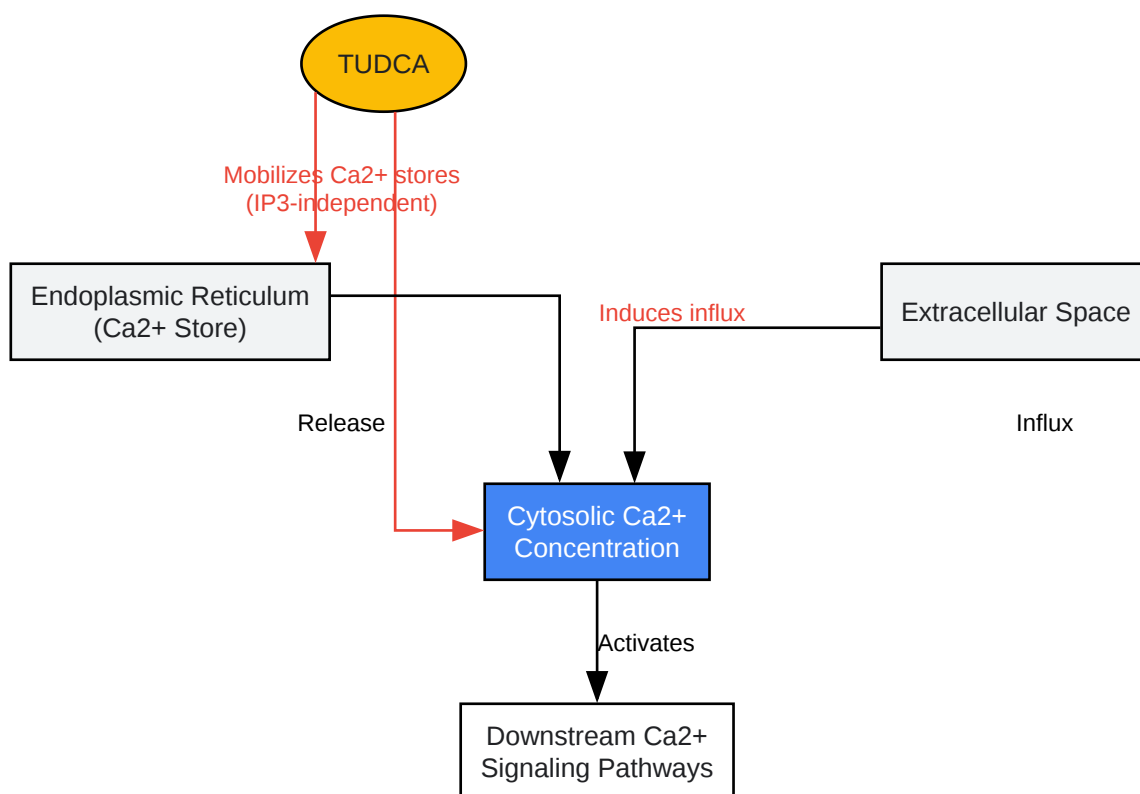 TUDCA
Mobilizes Ca2+ stores
(IP3-independent)
Endoplasmic Reticulum
(Ca2+ Store)
Induces influx
Extracellular Space
Release
Influx
Cytosolic Ca2+
Concentration
Activates
Downstream Ca2+
Signaling Pathways